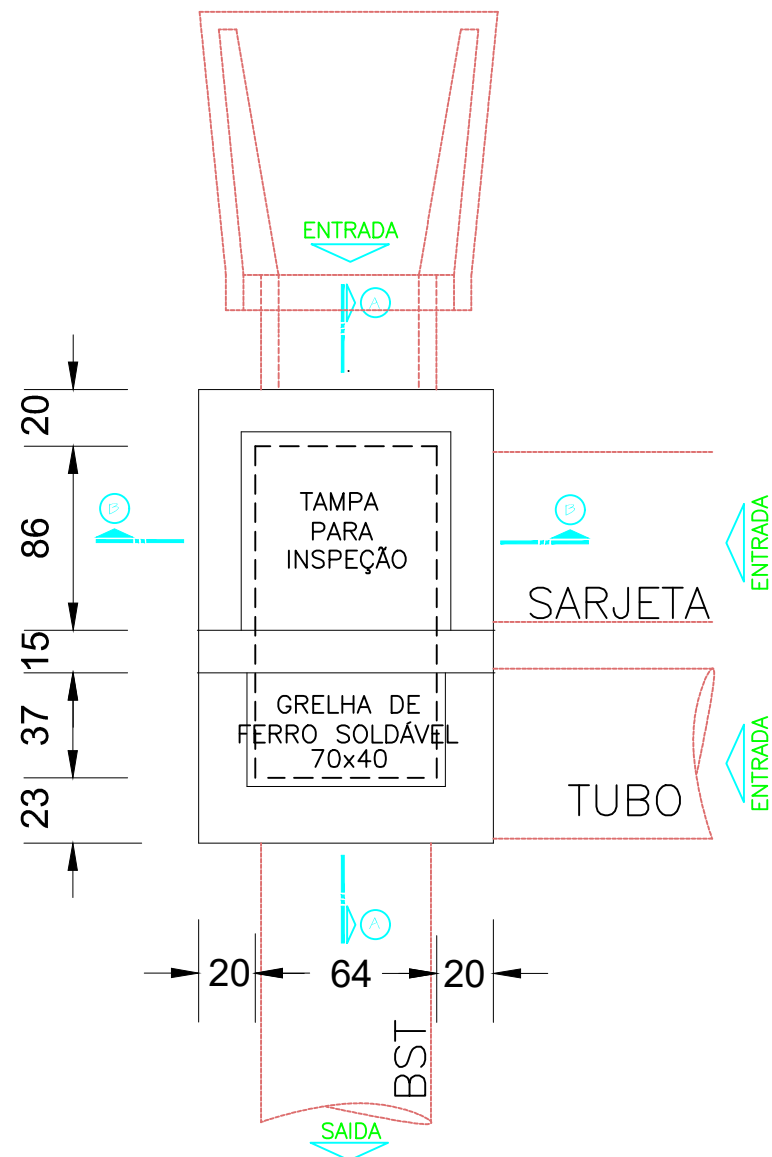 ENTRADA
A
20
86
15
37
23
B
B
TAMPA
PARA
INSPEÇÃO
ENTRADA
SARJETA
GRELHA DE
FERRO SOLDÁVEL
70x40
TUBO
ENTRADA
A
20
64
20
BST
SAIDA